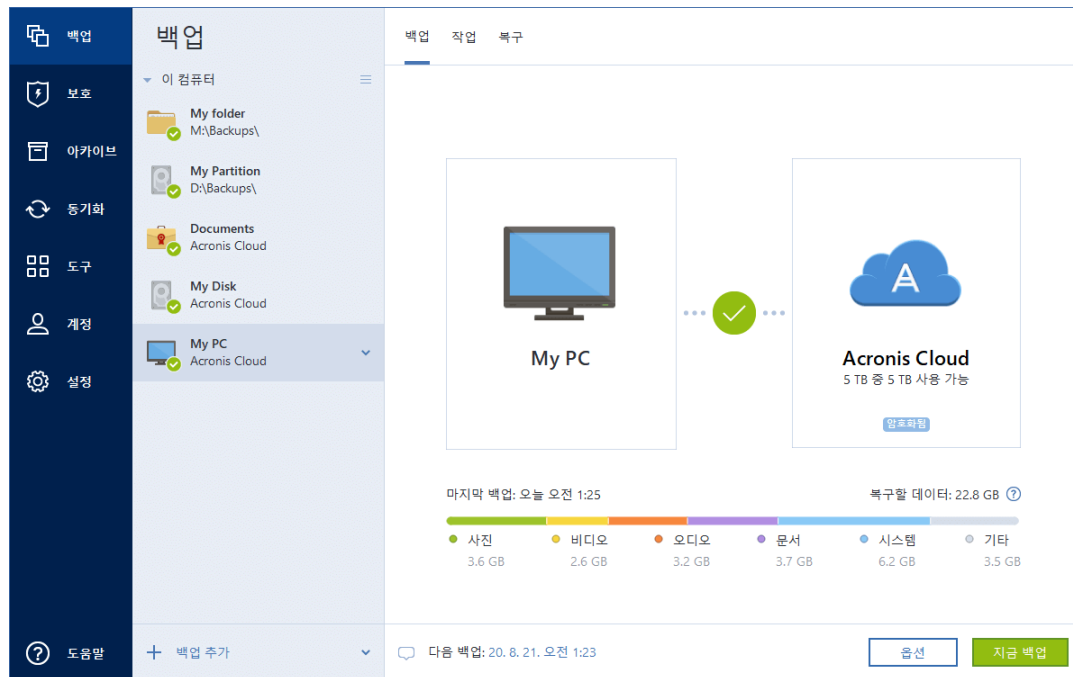 백업
보호
아카이브
동기화
도구
계정
설정
도움말
백업
이 컴퓨터
My folder
M:\Backups\
My Partition
D:\Backups\
Documents
Acronis Cloud
My Disk
Acronis Cloud
My PC
Acronis Cloud
백업 추가
백업 작업 복구
My PC
A
Acronis Cloud
5 TB 중 5 TB 사용 가능
암호화됨
마지막 백업: 오늘 오전 1:25
복구할 데이터: 22.8 GB ?
사진 비디오 오디오 문서 시스템 기타
3.6 GB 2.6 GB 3.2 GB 3.7 GB 6.2 GB 3.5 GB
다음 백업: 20. 8. 21. 오전 1:23
옵션
지금 백업